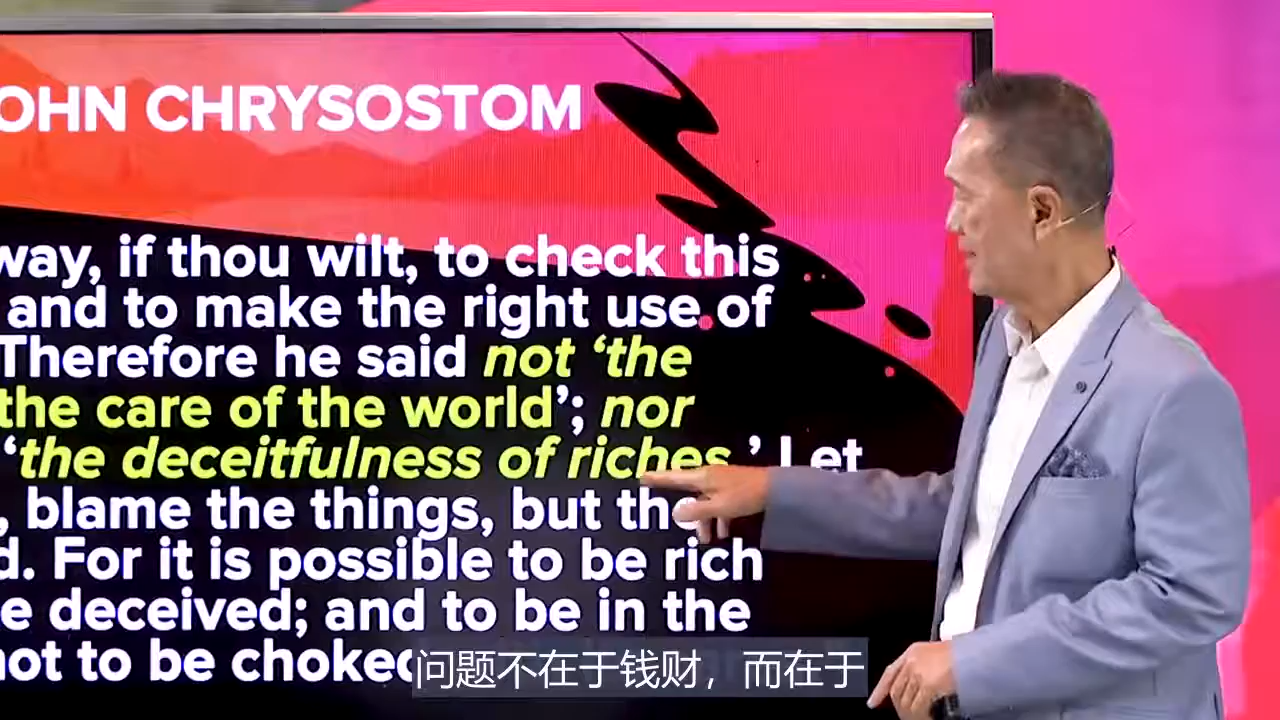 OHN CHRYSOSTOM
way, if thou wilt, to check this
and to make the right use of
Therefore he said not ‘the
the care of the world’; nor
‘the deceitfulness of riches.’ Let
, blame the things, but the
d. For it is possible to be rich
e deceived; and to be in the
not to be choked
问题不在于钱财，而在于